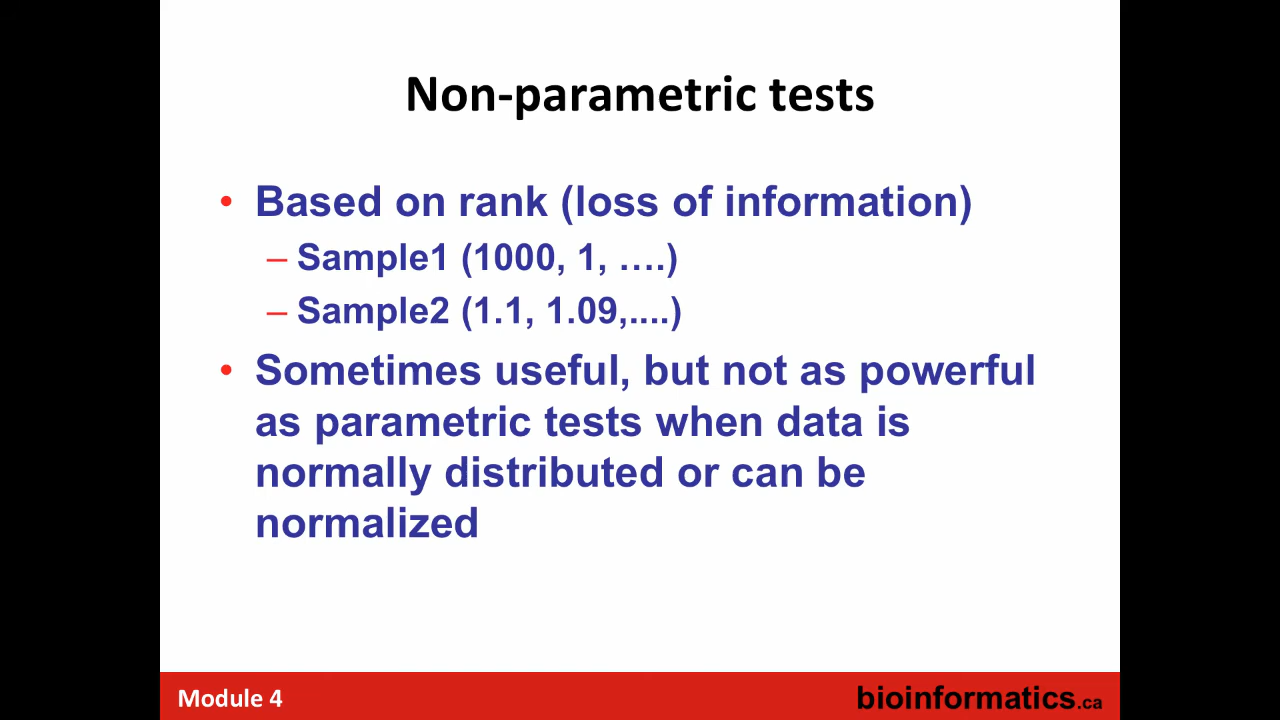 Non-parametric tests
• Based on rank (loss of information)
– Sample1 (1000, 1, ….)
– Sample2 (1.1, 1.09,....)
• Sometimes useful, but not as powerful
as parametric tests when data is
normally distributed or can be
normalized
Module 4
bioinformatics.ca